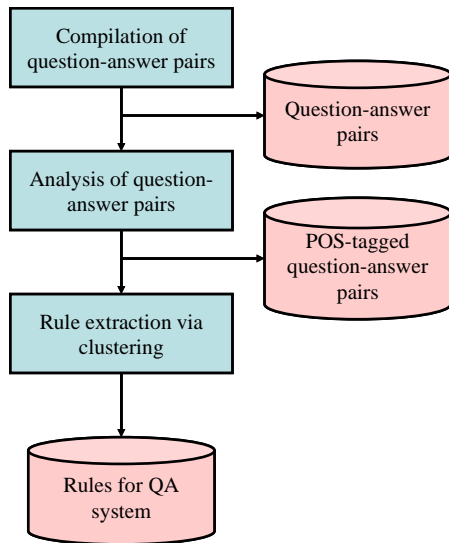 Compilation of
question-answer pairs
Question-answer
pairs
Analysis of question-
answer pairs
POS-tagged
question-answer
pairs
Rule extraction via
clustering
Rules for QA
system